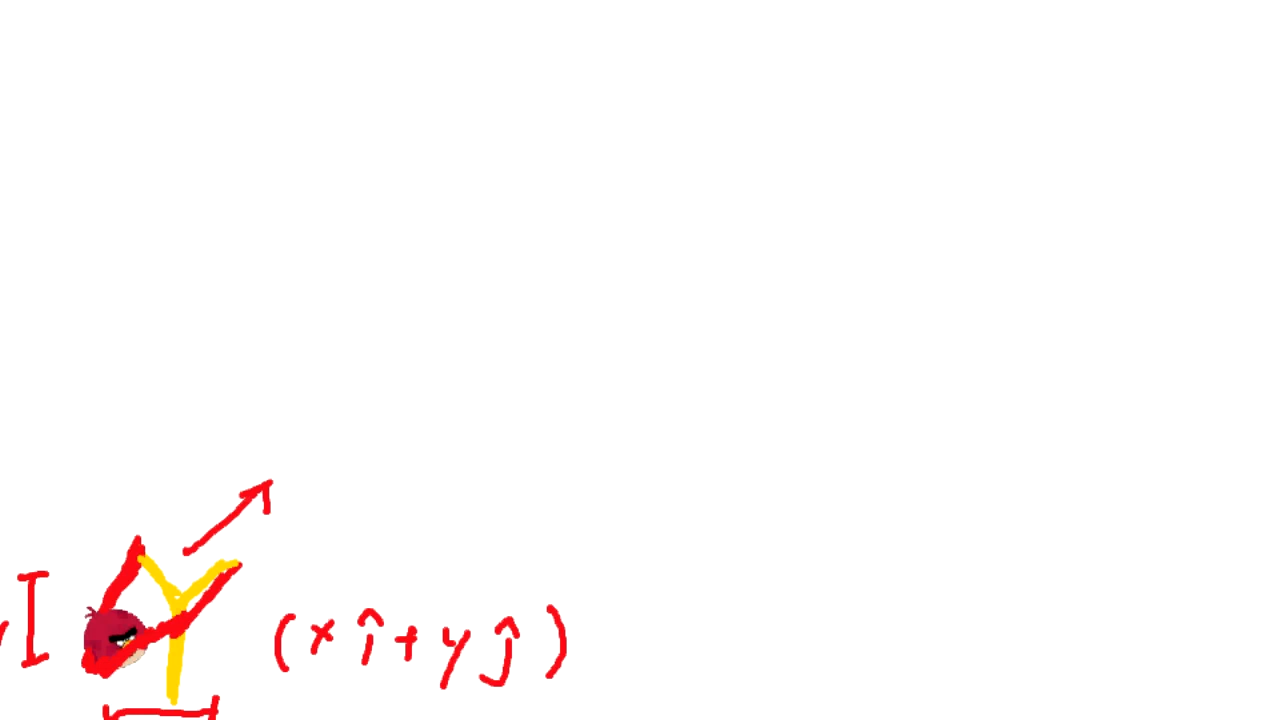 (x î + y ĵ)